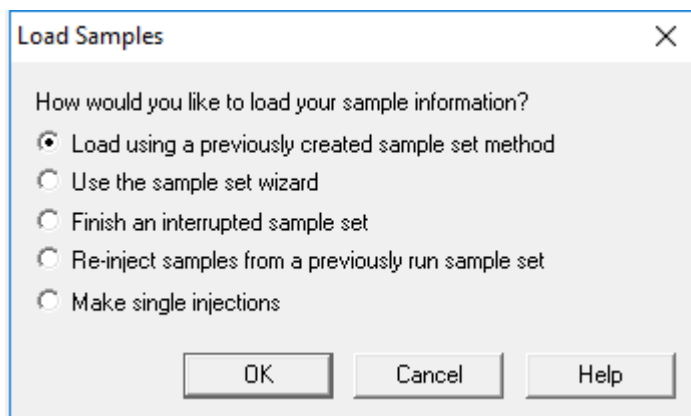 Load Samples
How would you like to load your sample information?
Load using a previously created sample set method
Use the sample set wizard
Finish an interrupted sample set
Re-inject samples from a previously run sample set
Make single injections
OK Cancel Help